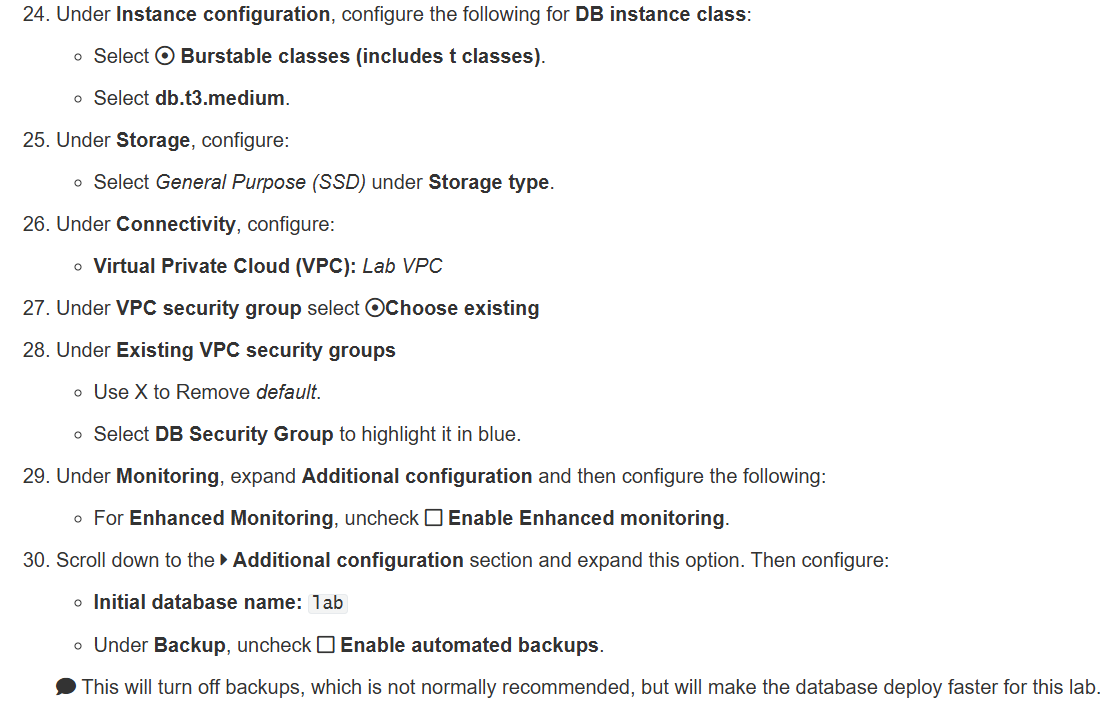 24. Under Instance configuration, configure the following for DB instance class:
◦ Select ⦿ Burstable classes (includes t classes).
◦ Select db.t3.medium.
25. Under Storage, configure:
◦ Select General Purpose (SSD) under Storage type.
26. Under Connectivity, configure:
◦ Virtual Private Cloud (VPC): Lab VPC
27. Under VPC security group select ⦿Choose existing
28. Under Existing VPC security groups
◦ Use X to Remove default.
◦ Select DB Security Group to highlight it in blue.
29. Under Monitoring, expand Additional configuration and then configure the following:
◦ For Enhanced Monitoring, uncheck ☐ Enable Enhanced monitoring.
30. Scroll down to the ▸ Additional configuration section and expand this option. Then configure:
◦ Initial database name: lab
◦ Under Backup, uncheck ☐ Enable automated backups.
This will turn off backups, which is not normally recommended, but will make the database deploy faster for this lab.